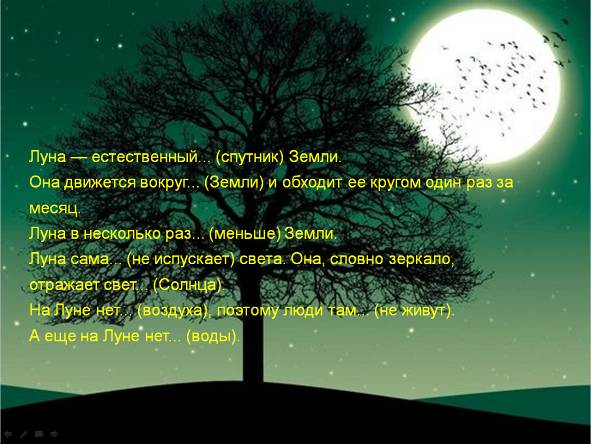 Луна — естественный... (спутник) Земли.
Она движется вокруг... (Земли) и обходит ее кругом один раз за
месяц.
Луна в несколько раз... (меньше) Земли.
Луна сама... (не испускает) света. Она, словно зеркало,
отражает свет... (Солнца)
На Луне нет... (воздуха), поэтому люди там... (не живут).
А еще на Луне нет... (воды).